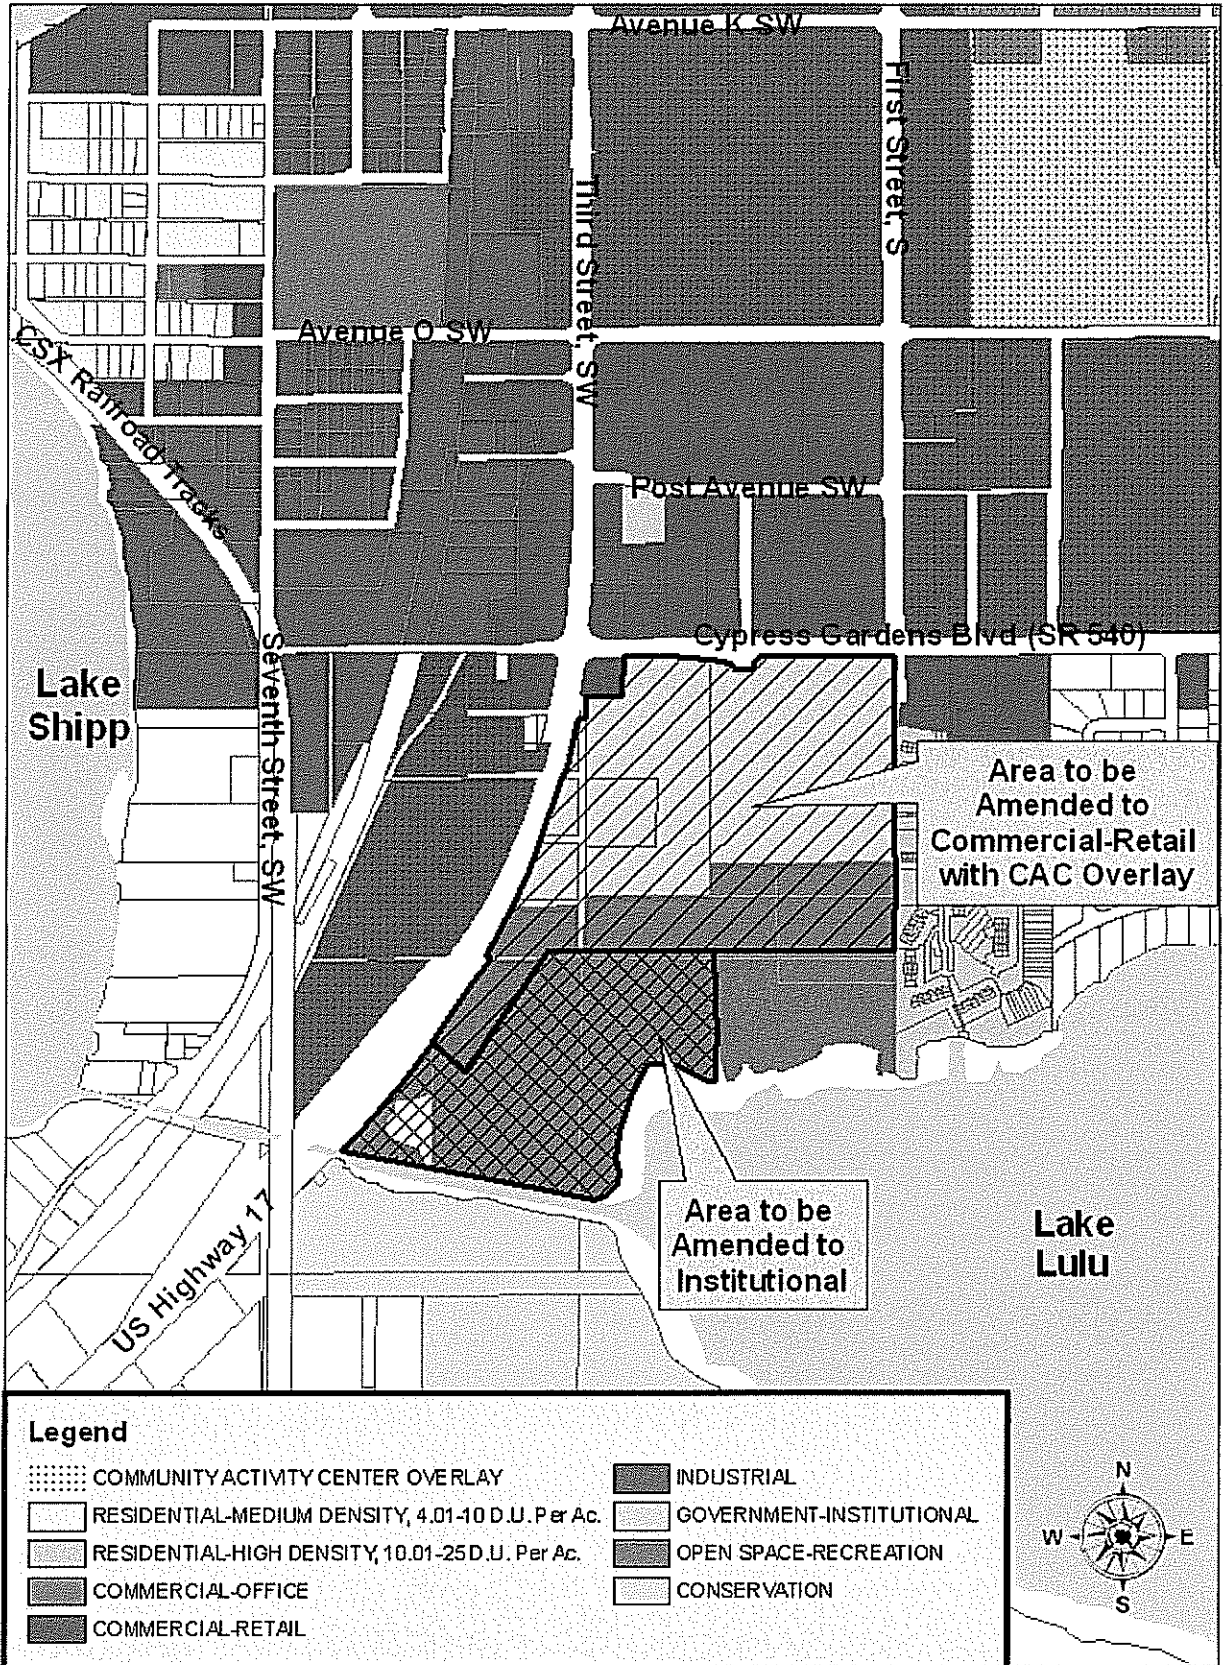 Avenue K SW
First Street, S
Third Street, SW
Avenue O SW
CSX Railroad Tracks
Post Avenue SW
Cypress Gardens Blvd (SR 540)
Seventh Street, SW
Lake
Shipp
Area to be
Amended to
Commercial-Retail
with CAC Overlay
Area to be
Amended to
Institutional
Lake
Lulu
US Highway 17
Legend
COMMUNITY ACTIVITY CENTER OVERLAY
RESIDENTIAL-MEDIUM DENSITY, 4.01-10 D.U. Per Ac.
RESIDENTIAL-HIGH DENSITY, 10.01-25 D.U. Per Ac.
COMMERCIAL-OFFICE
COMMERCIAL-RETAIL
INDUSTRIAL
GOVERNMENT-INSTITUTIONAL
OPEN SPACE-RECREATION
CONSERVATION
N
W
E
S